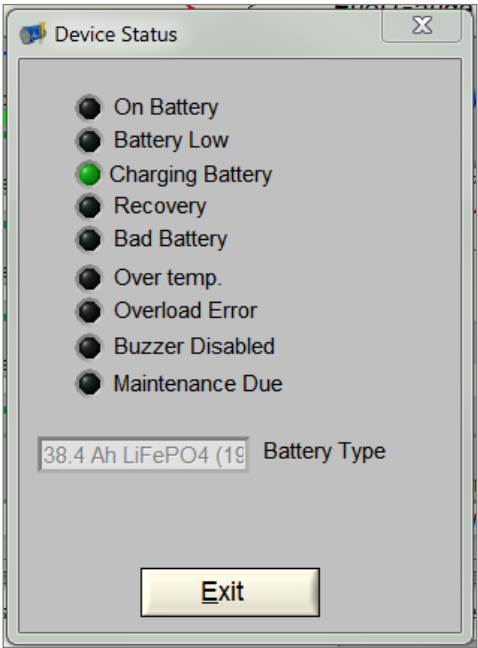 Device Status
On Battery
Battery Low
Charging Battery
Recovery
Bad Battery
Over temp.
Overload Error
Buzzer Disabled
Maintenance Due
38.4 Ah LiFePO4 (19
Battery Type
Exit